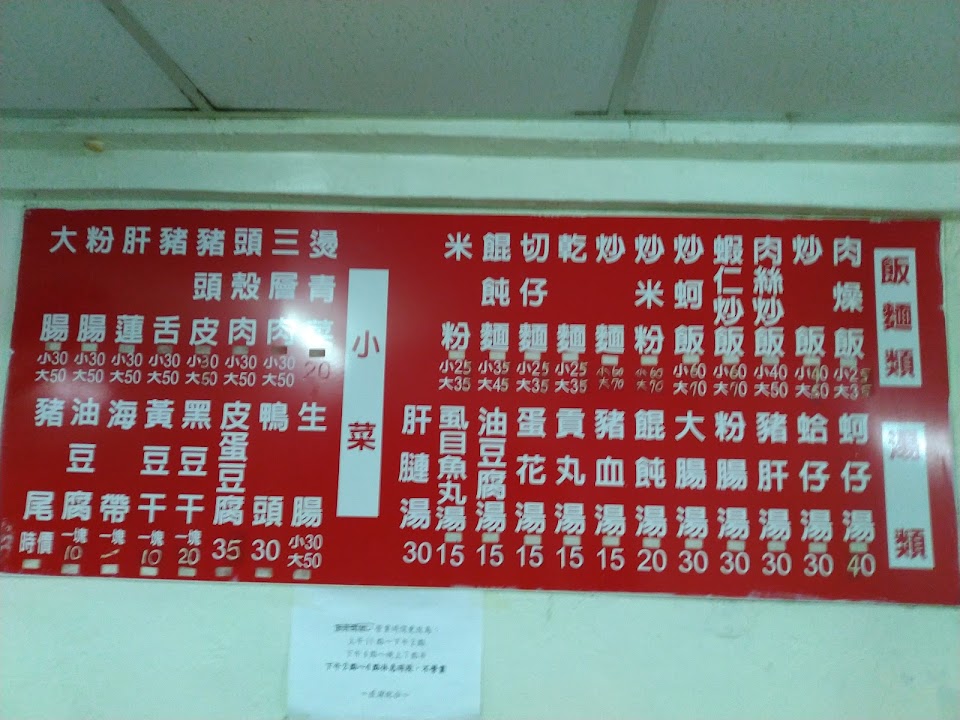 飯麵類
肉燥飯 小25 大35
炒飯
肉絲炒飯 小40 大50
蝦仁炒飯 小60 大70
炒蚵飯 小60 大70
炒米粉 小60 大70
炒麵 小60 大70
乾麵 小25 大35
切仔麵 小25 大35
餛飩麵 小35 大45
米粉 小25 大35
湯類
蚵仔湯 40
蛤仔湯 30
豬肝湯 30
粉腸湯 30
大腸湯 30
餛飩湯 20
豬血湯 15
貢丸湯 15
蛋花湯 15
油豆腐湯 15
虱目魚丸湯 15
肝膾湯 30
小菜
燙青菜 20
三層肉 小30 大50
頭殼肉 小30 大50
豬頭皮 小30 大50
豬舌 小30 大50
肝蓮 小30 大50
粉腸 小30 大50
大腸 小30 大50
生腸 小30 大50
鴨頭 30
皮蛋豆腐 35
黑豆干 一塊20
黃豆干 一塊10
海帶 一塊
油豆腐 一塊10
豬尾 時價